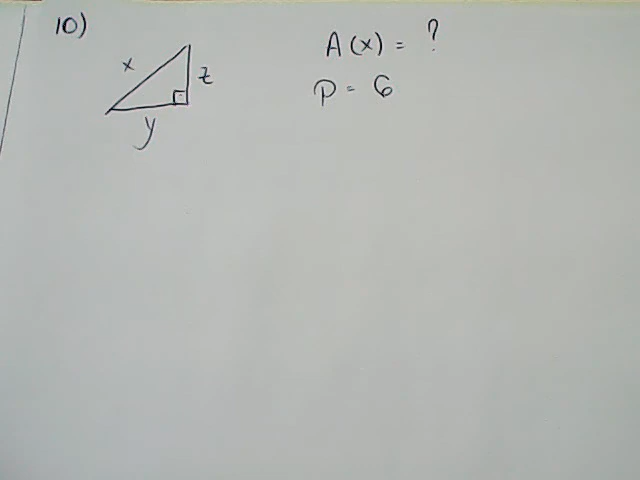 10)
x
z
y
A(x) = ?
P = 6